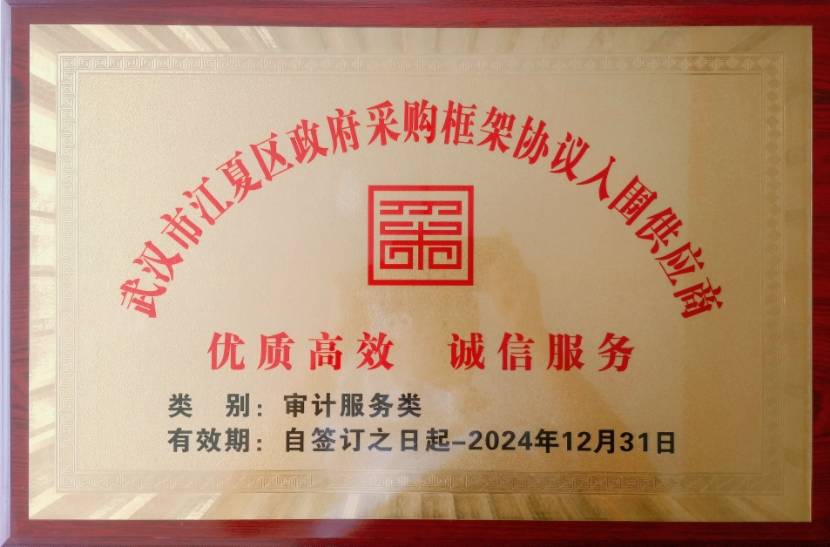 武汉市江夏区政府采购框架协议入围供应商
采
优质高效 诚信服务
类 别：审计服务类
有效期：自签订之日起-2024年12月31日